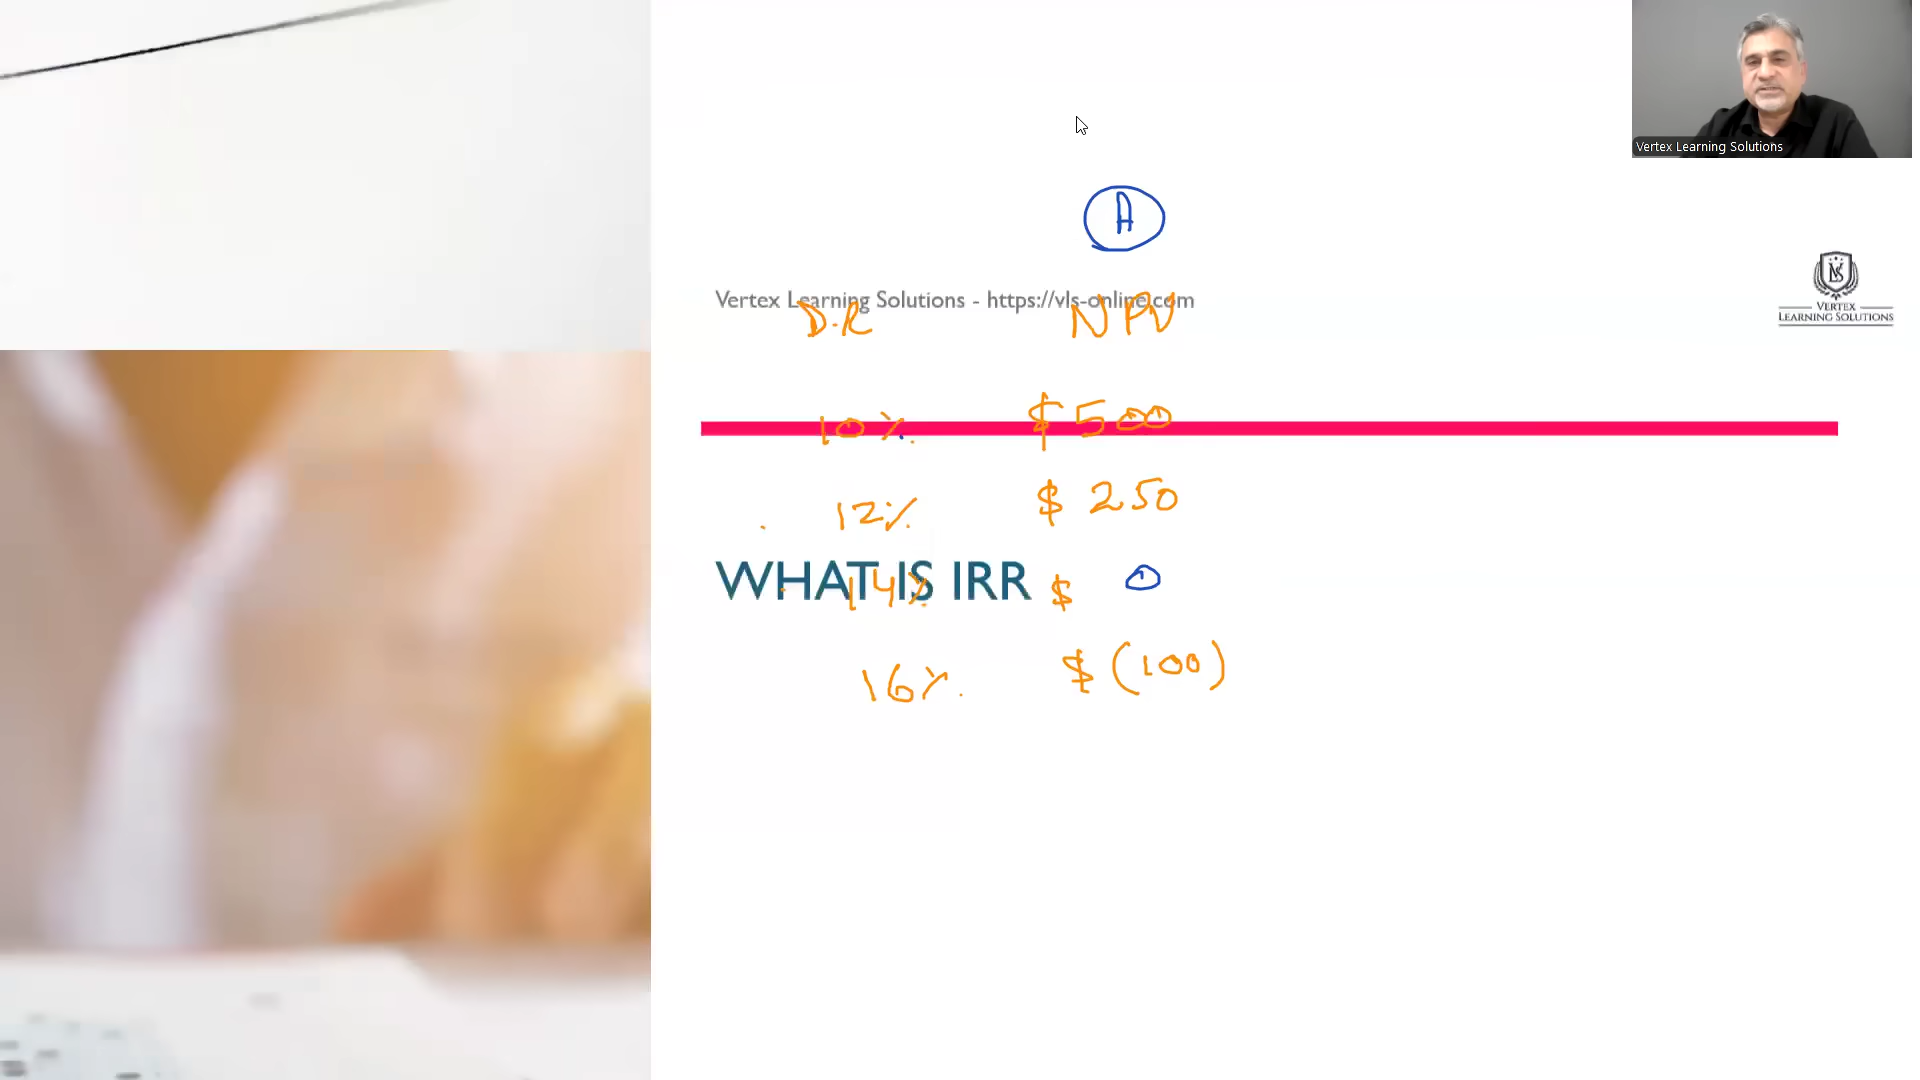 Vertex Learning Solutions
A
Vertex Learning Solutions - https://vls-online.com
VERTEX
LEARNING SOLUTIONS
D.R NPV
10% $500
12% $ 250
WHAT IS IRR
14% $ 0
16% $ (100)